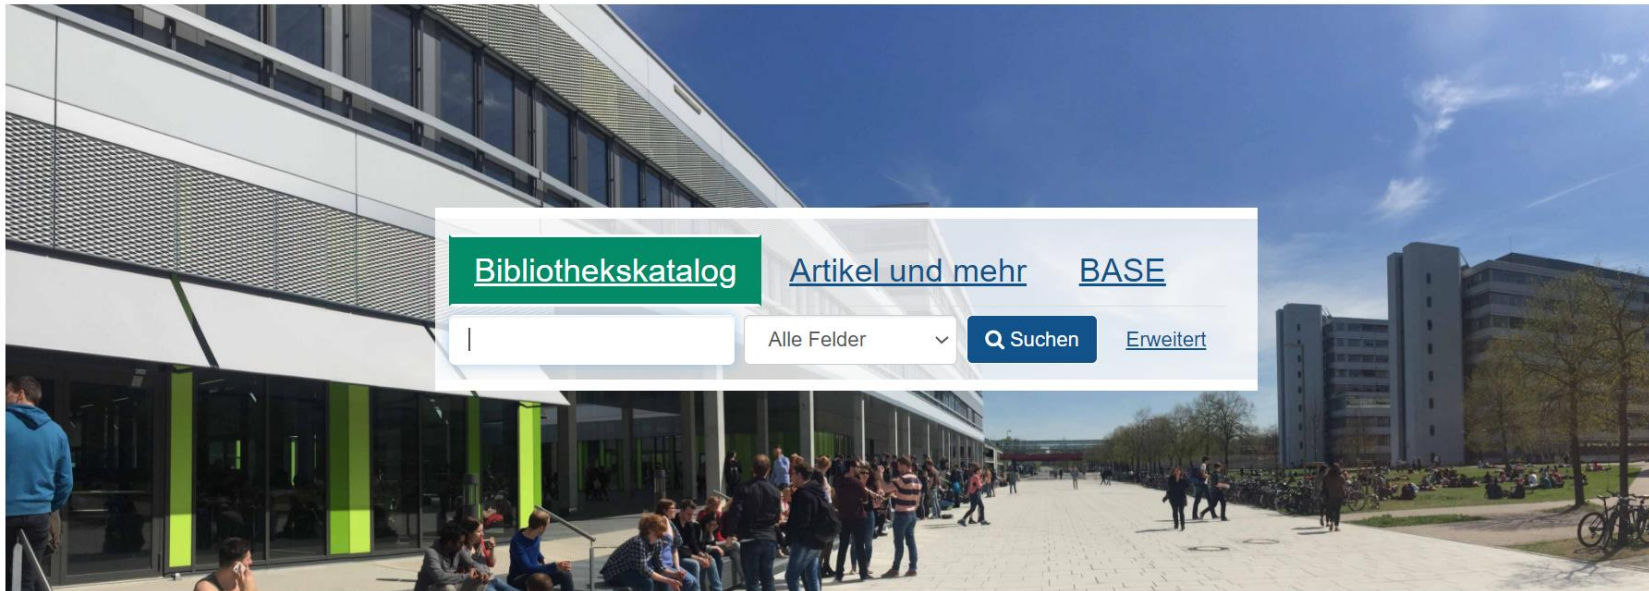 Bibliothekskatalog Artikel und mehr BASE
Alle Felder Suchen Erweitert